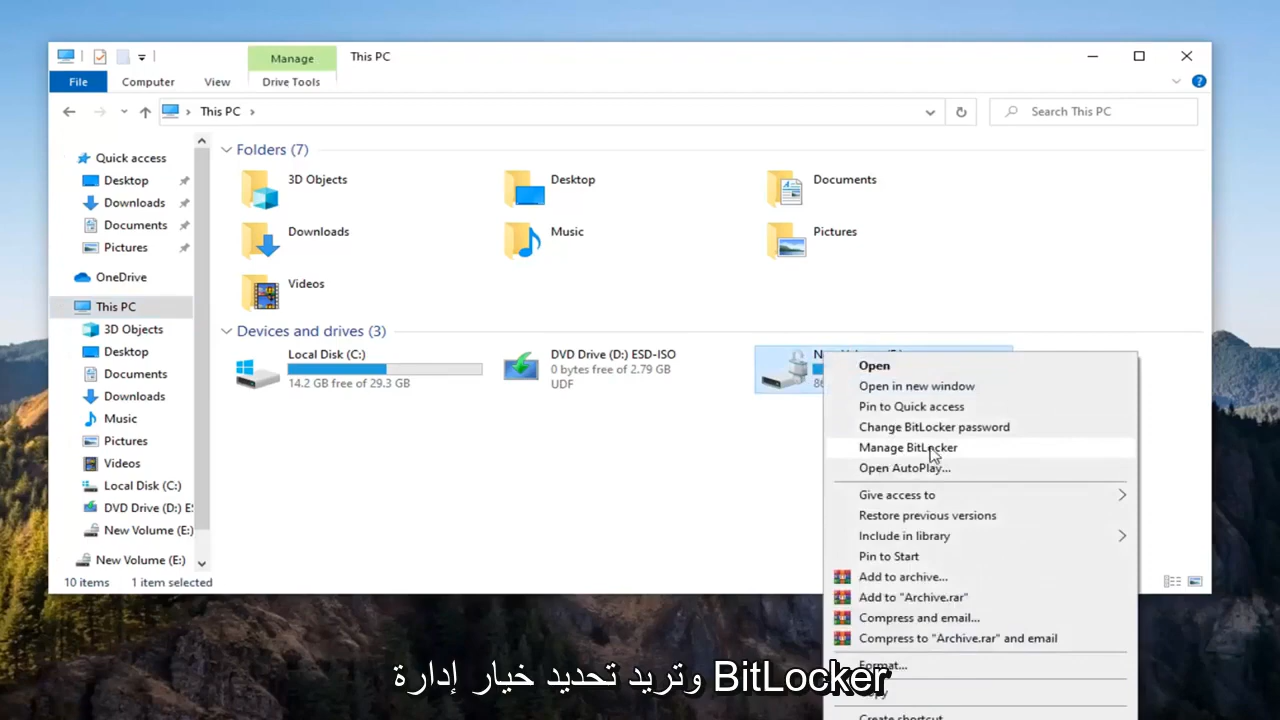 Manage
This PC
File
Computer
View
Drive Tools
This PC
Search This PC
Quick access
Desktop
Downloads
Documents
Pictures
OneDrive
This PC
3D Objects
Desktop
Documents
Downloads
Music
Pictures
Videos
Local Disk (C:)
DVD Drive (D:) ES
New Volume (E:)
New Volume (E:)
Folders (7)
3D Objects
Desktop
Documents
Downloads
Music
Pictures
Videos
Devices and drives (3)
Local Disk (C:)
14.2 GB free of 29.3 GB
DVD Drive (D:) ESD-ISO
0 bytes free of 2.79 GB
UDF
Open
Open in new window
Pin to Quick access
Change BitLocker password
Manage BitLocker
Open AutoPlay...
Give access to
Restore previous versions
Include in library
Pin to Start
Add to archive...
Add to "Archive.rar"
Compress and email...
Compress to "Archive.rar" and email
Format...
Copy
Create shortcut
10 items
1 item selected
وتريد تحديد خيار إدارة BitLocker